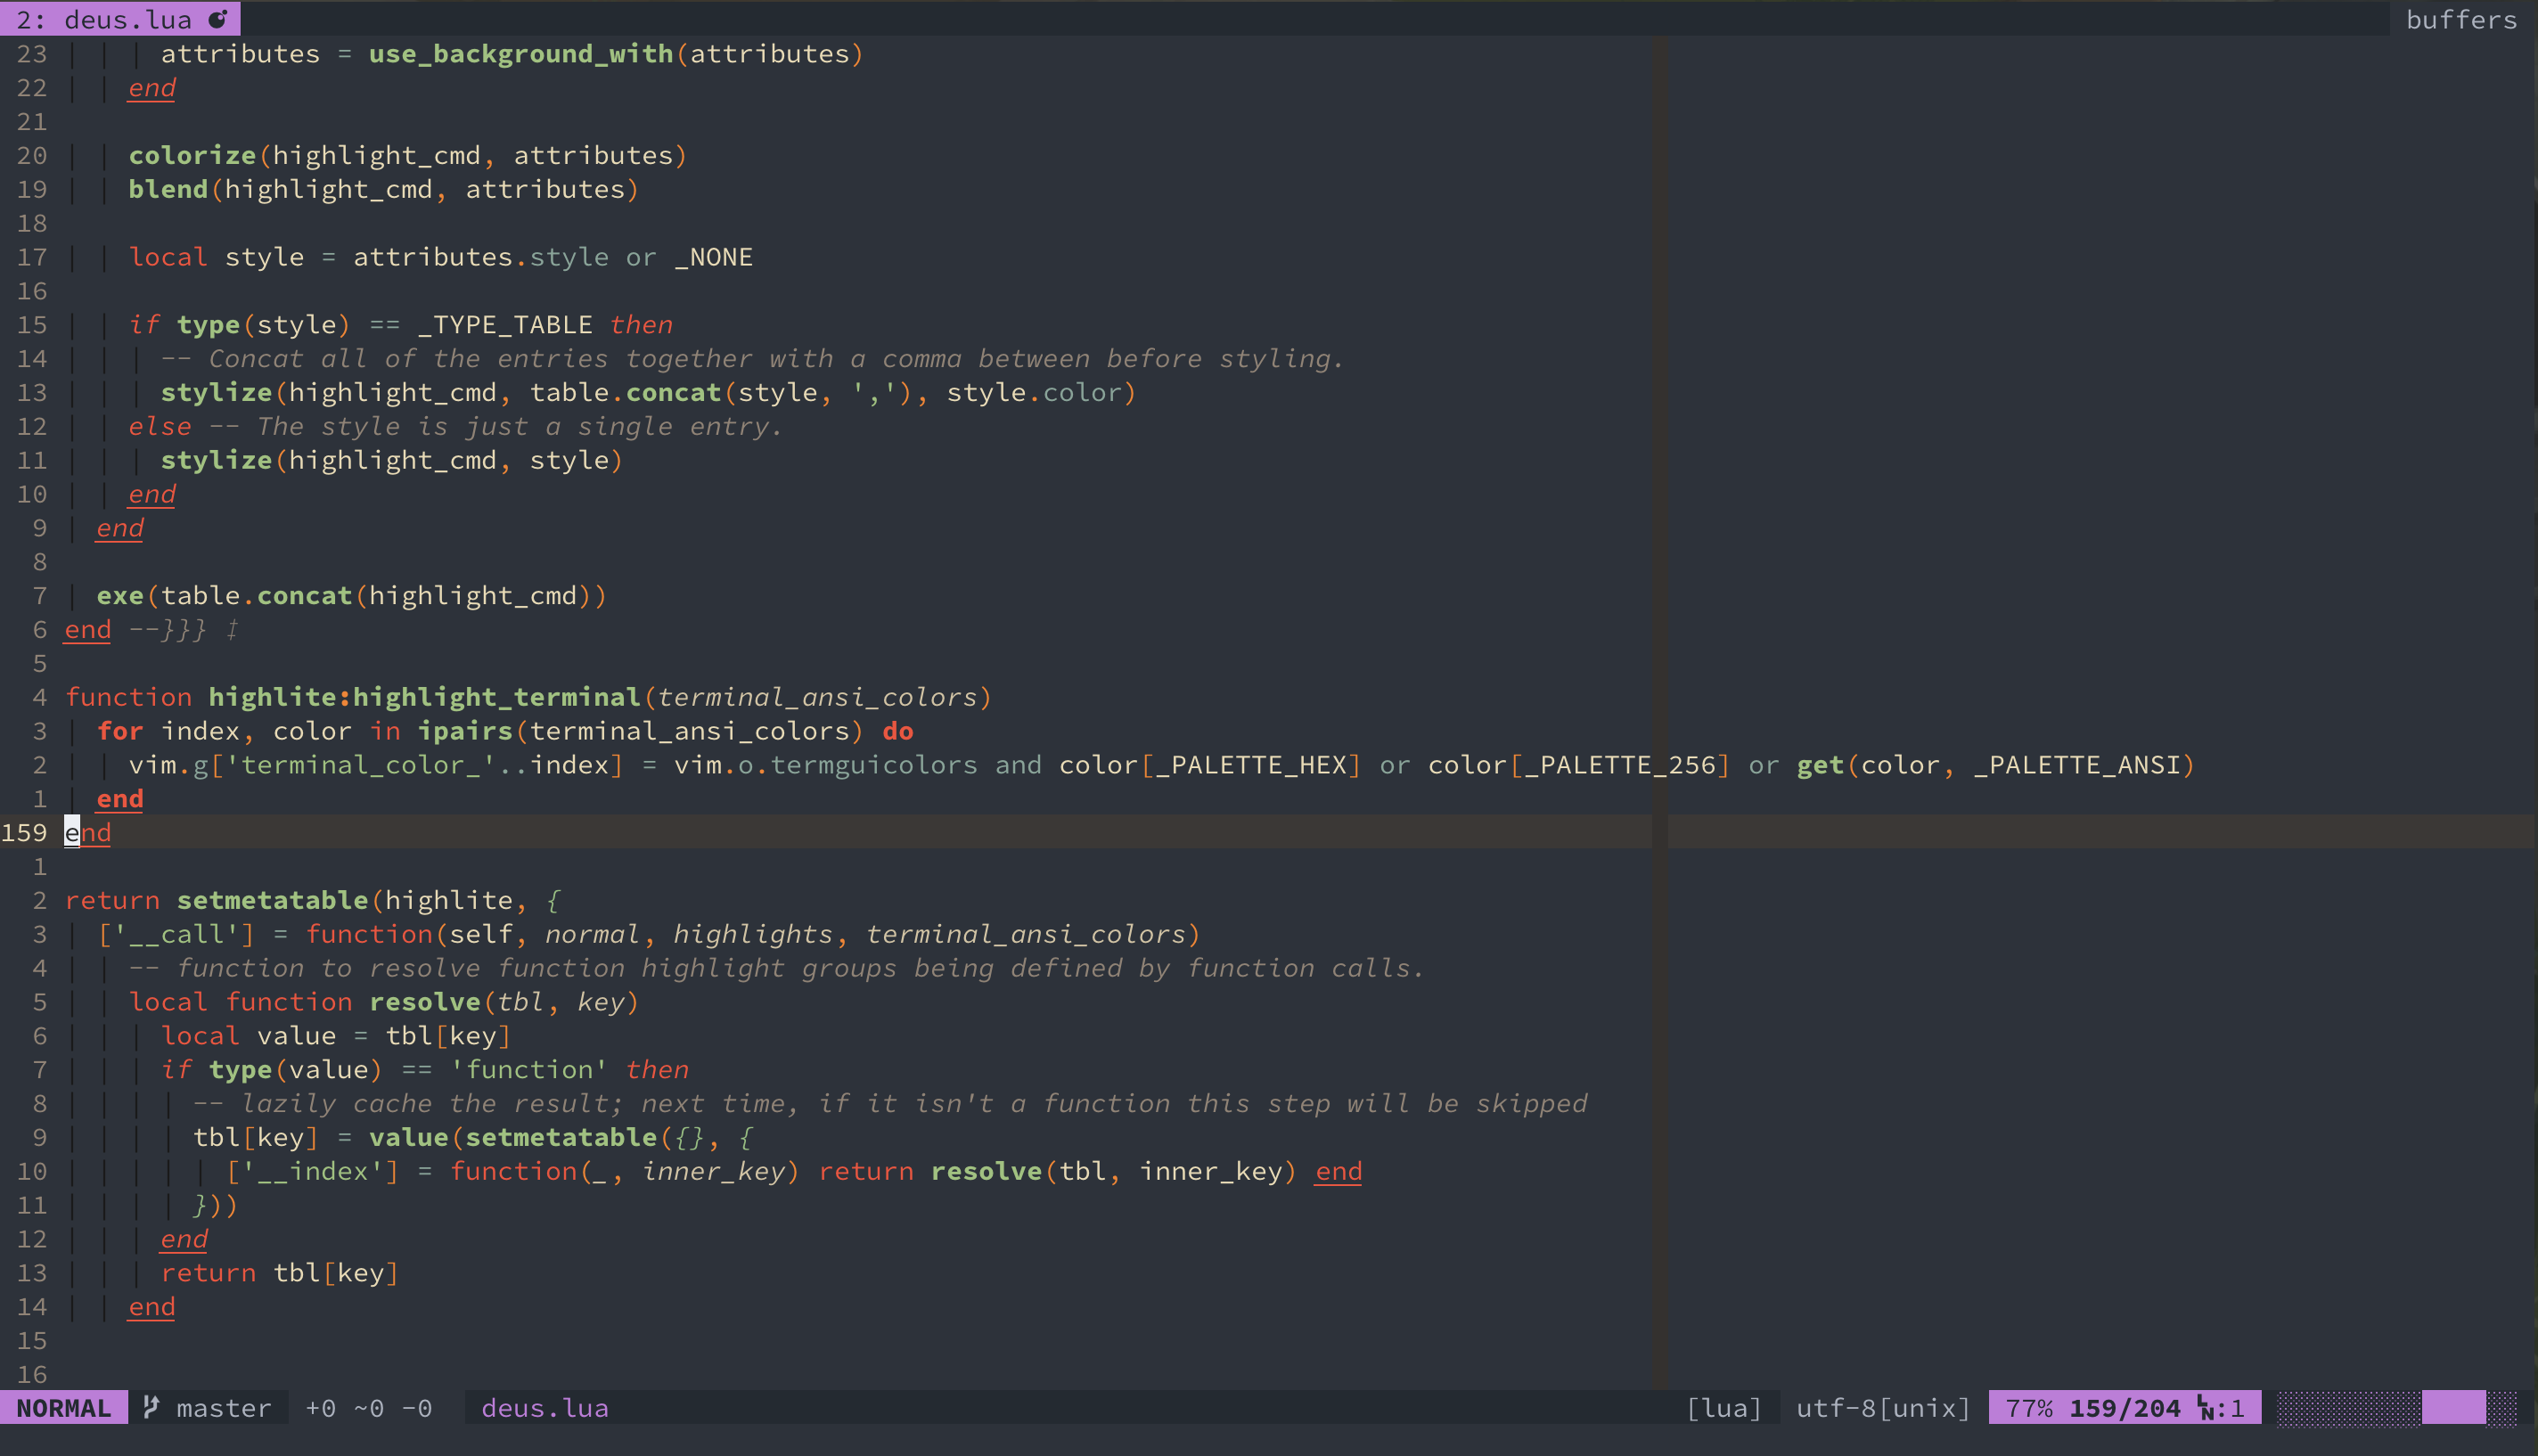 2: deus.lua buffers
23 attributes = use_background_with(attributes)
22 end
21
20 colorize(highlight_cmd, attributes)
19 blend(highlight_cmd, attributes)
18
17 local style = attributes.style or _NONE
16
15 if type(style) == _TYPE_TABLE then
14 -- Concat all of the entries together with a comma between before styling.
13 stylize(highlight_cmd, table.concat(style, ','), style.color)
12 else -- The style is just a single entry.
11 stylize(highlight_cmd, style)
10 end
9 end
8
7 exe(table.concat(highlight_cmd))
6 end --}}} ‡
5
4 function highlite:highlight_terminal(terminal_ansi_colors)
3 for index, color in ipairs(terminal_ansi_colors) do
2 vim.g['terminal_color_'..index] = vim.o.termguicolors and color[_PALETTE_HEX] or color[_PALETTE_256] or get(color, _PALETTE_ANSI)
1 end
159 end
1
2 return setmetatable(highlite, {
3 ['__call'] = function(self, normal, highlights, terminal_ansi_colors)
4 -- function to resolve function highlight groups being defined by function calls.
5 local function resolve(tbl, key)
6 local value = tbl[key]
7 if type(value) == 'function' then
8 -- lazily cache the result; next time, if it isn't a function this step will be skipped
9 tbl[key] = value(setmetatable({}, {
10 ['__index'] = function(_, inner_key) return resolve(tbl, inner_key) end
11 }))
12 end
13 return tbl[key]
14 end
15
16
NORMAL master +0 ~0 -0 deus.lua [lua] utf-8[unix] 77% 159/204 LN:1